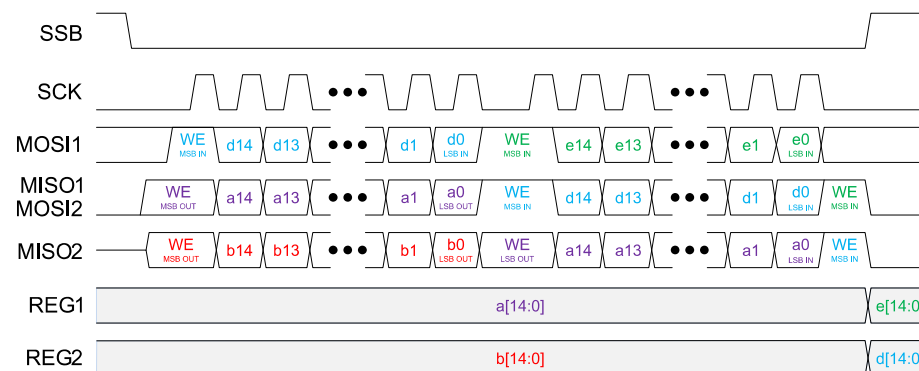 SSB
SCK
●●● ●●●
MOSI1 WE MSB IN d14 d13 ●●● d1 d0 LSB IN WE MSB IN e14 e13 ●●● e1 e0 LSB IN
MISO1 MOSI2 WE MSB OUT a14 a13 ●●● a1 a0 LSB OUT WE MSB IN d14 d13 ●●● d1 d0 LSB IN WE MSB IN
MISO2 WE MSB OUT b14 b13 ●●● b1 b0 LSB OUT WE LSB OUT a14 a13 ●●● a1 a0 LSB IN WE MSB IN
REG1 a[14:0] e[14:0
REG2 b[14:0] d[14:0